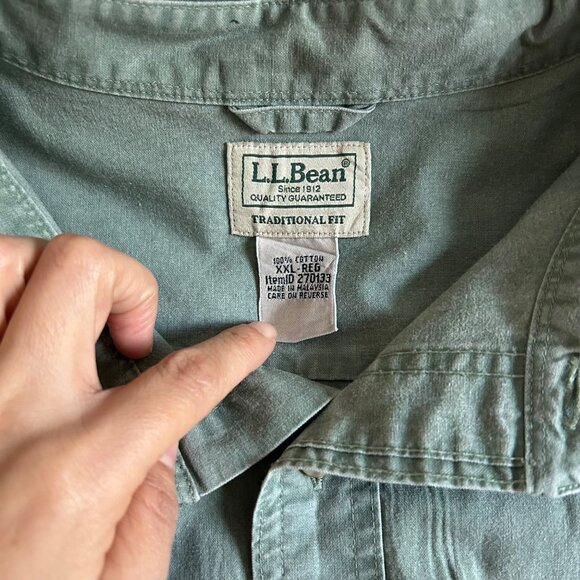 L.L.Bean®
Since 1912
QUALITY GUARANTEED
TRADITIONAL FIT
100% COTTON
XXL-REG
ItemID 270133
MADE IN MALAYSIA
CARE ON REVERSE